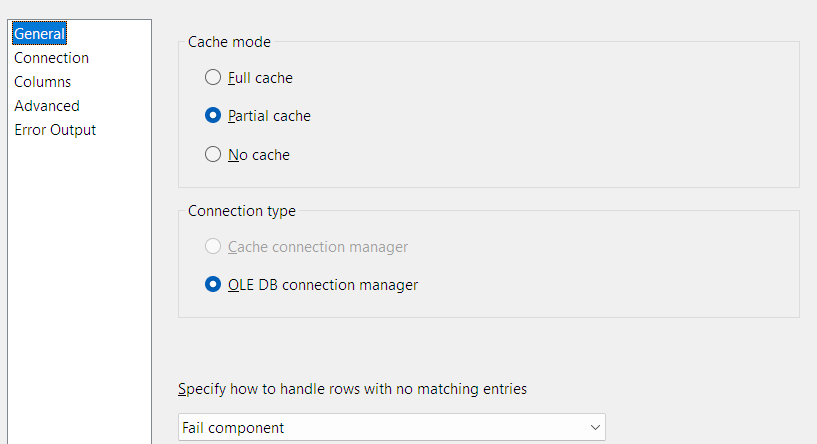 General
Connection
Columns
Advanced
Error Output
Cache mode
Full cache
Partial cache
No cache
Connection type
Cache connection manager
OLE DB connection manager
Specify how to handle rows with no matching entries
Fail component